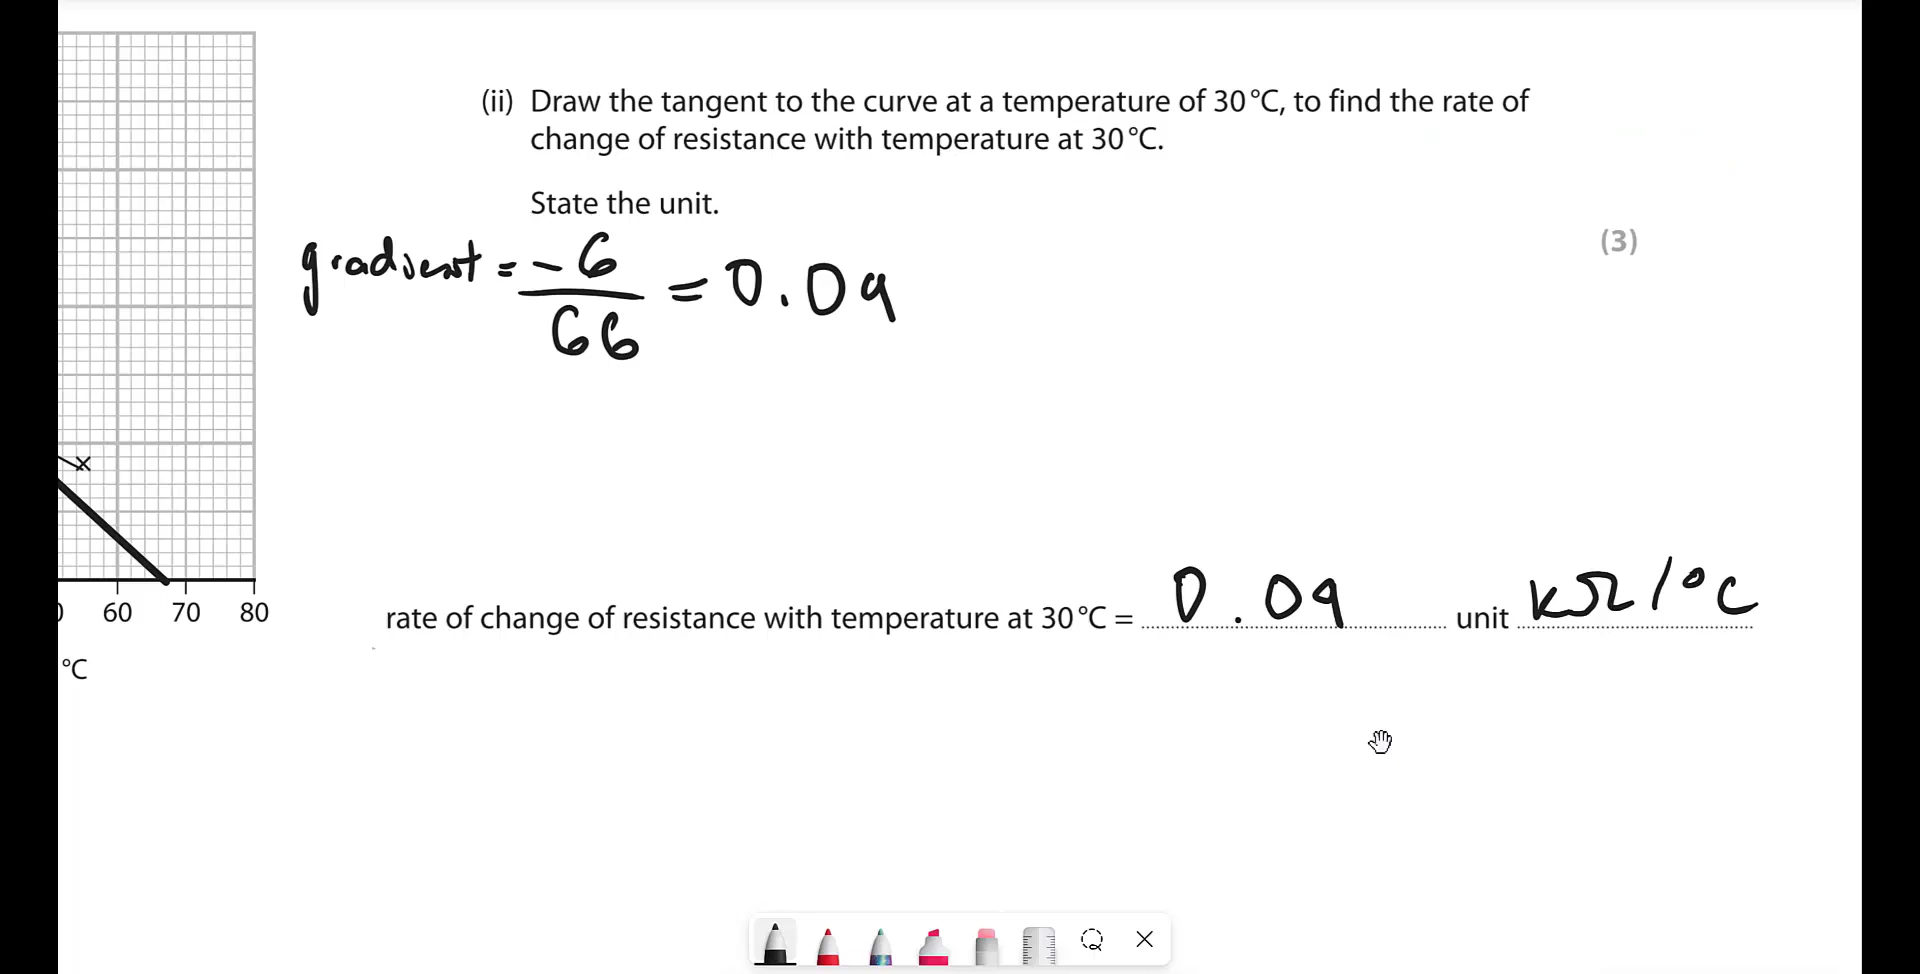 (ii) Draw the tangent to the curve at a temperature of 30 °C, to find the rate of
change of resistance with temperature at 30 °C.
State the unit.
(3)
gradient = -6/66 = 0.09
60 70 80
°C
rate of change of resistance with temperature at 30 °C = 0.09 unit kΩ/°C